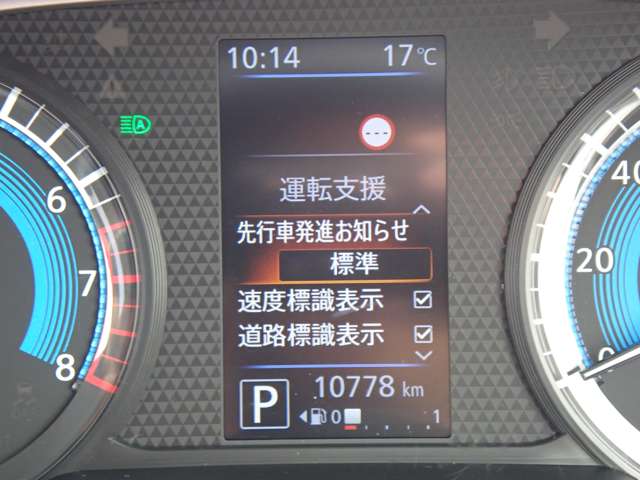 10:14 17℃
---
運転支援
先行車発進お知らせ
標準
速度標識表示
道路標識表示
P 10778 km
0 1
A
6
7
8
40
20
0